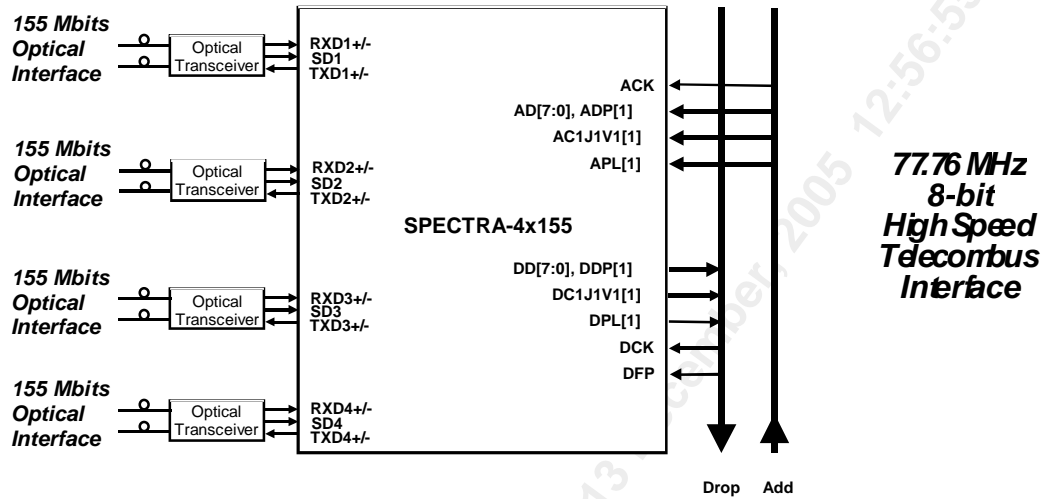 155 Mbits
Optical
Interface
Optical
Transceiver
RXD1+/-
SD1
TXD1+/-
155 Mbits
Optical
Interface
Optical
Transceiver
RXD2+/-
SD2
TXD2+/-
155 Mbits
Optical
Interface
Optical
Transceiver
RXD3+/-
SD3
TXD3+/-
155 Mbits
Optical
Interface
Optical
Transceiver
RXD4+/-
SD4
TXD4+/-
SPECTRA-4x155
ACK
AD[7:0], ADP[1]
AC1J1V1[1]
APL[1]
DD[7:0], DDP[1]
DC1J1V1[1]
DPL[1]
DCK
DFP
Drop Add
77.76 MHz
8-bit
High Speed
Telecombus
Interface